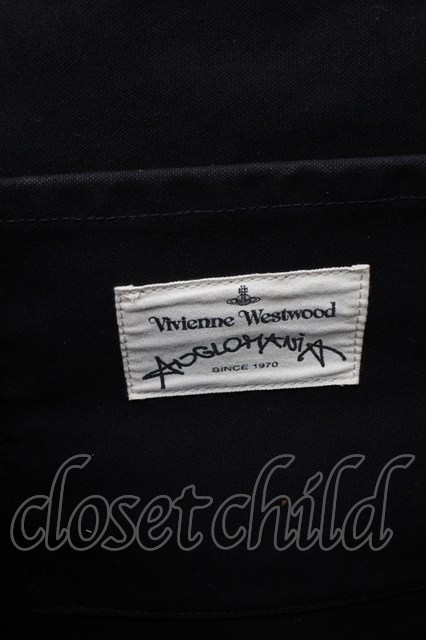 Vivienne Westwood
ANGLOMANIA
SINCE 1970
closetchild